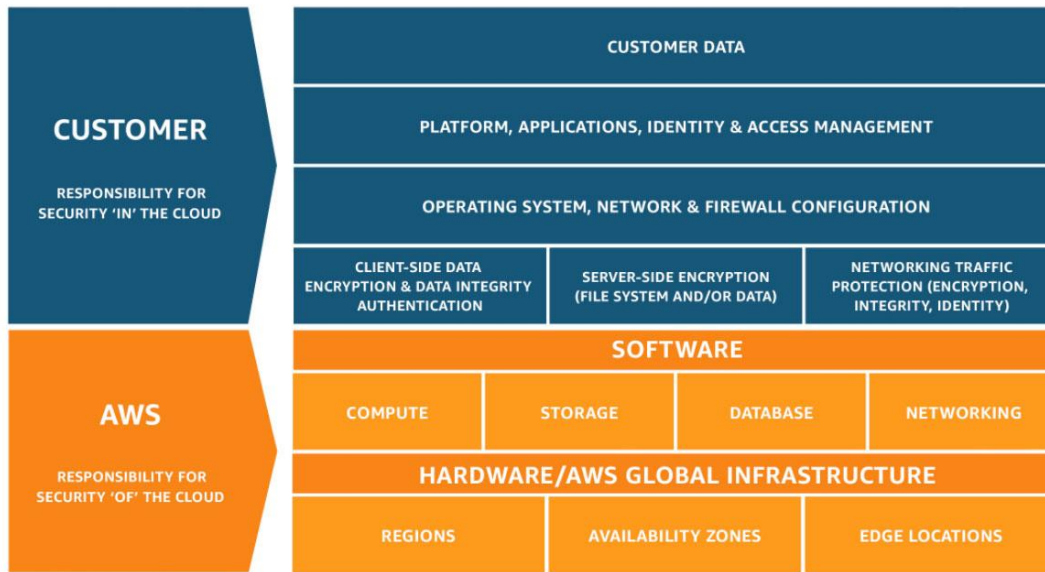 CUSTOMER
RESPONSIBILITY FOR
SECURITY ‘IN’ THE CLOUD
CUSTOMER DATA
PLATFORM, APPLICATIONS, IDENTITY & ACCESS MANAGEMENT
OPERATING SYSTEM, NETWORK & FIREWALL CONFIGURATION
CLIENT-SIDE DATA
ENCRYPTION & DATA INTEGRITY
AUTHENTICATION
SERVER-SIDE ENCRYPTION
(FILE SYSTEM AND/OR DATA)
NETWORKING TRAFFIC
PROTECTION (ENCRYPTION,
INTEGRITY, IDENTITY)
AWS
RESPONSIBILITY FOR
SECURITY ‘OF’ THE CLOUD
SOFTWARE
COMPUTE
STORAGE
DATABASE
NETWORKING
HARDWARE/AWS GLOBAL INFRASTRUCTURE
REGIONS
AVAILABILITY ZONES
EDGE LOCATIONS